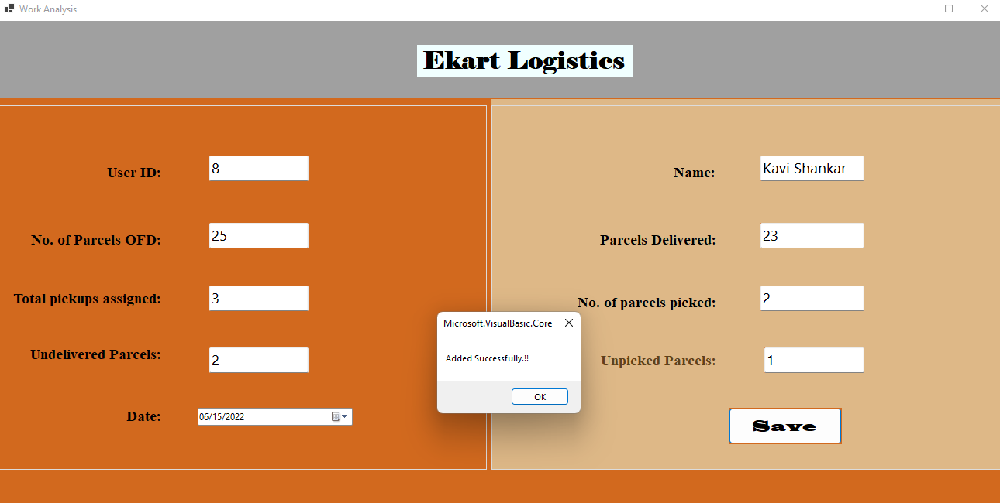 Work Analysis
Ekart Logistics
User ID: 8
Name: Kavi Shankar
No. of Parcels OFD: 25
Parcels Delivered: 23
Total pickups assigned: 3
No. of parcels picked: 2
Microsoft.VisualBasic.Core
Added Successfully.!!
OK
Undelivered Parcels: 2
Unpicked Parcels: 1
Date: 06/15/2022
Save